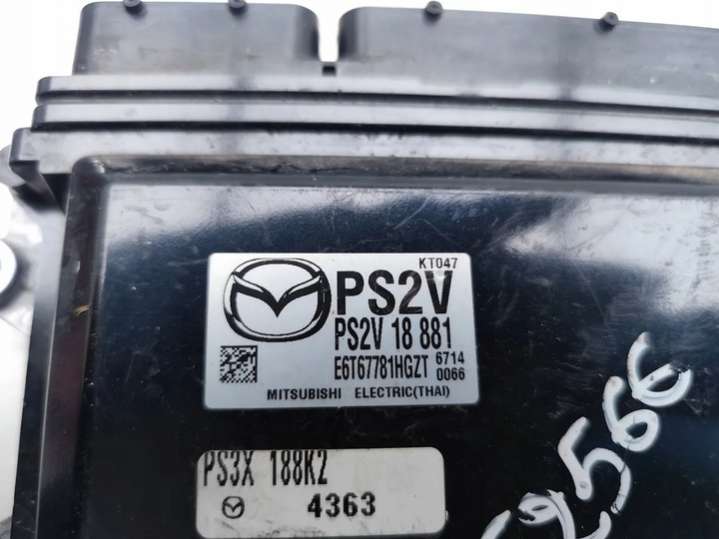 KT047
PS2V
PS2V 18 881
E6T67781HGZT 6714
0066
MITSUBISHI ELECTRIC(THAI)
PS3X 188K2
4363